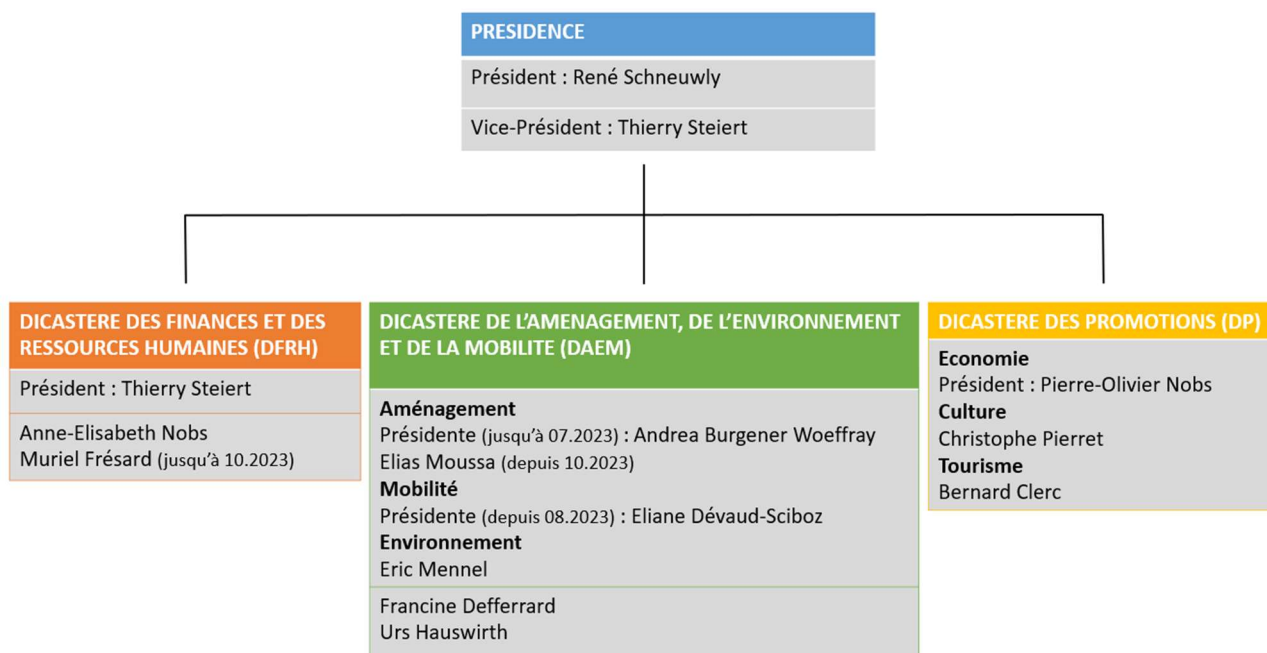 PRESIDENCE
Président : René Schneuwly
Vice-Président : Thierry Steiert
DICASTERE DES FINANCES ET DES
RESSOURCES HUMAINES (DFRH)
Président : Thierry Steiert
Anne-Elisabeth Nobs
Muriel Frésard (jusqu’à 10.2023)
DICASTERE DE L’AMENAGEMENT, DE L’ENVIRONNEMENT
ET DE LA MOBILITE (DAEM)
Aménagement
Présidente (jusqu’à 07.2023) : Andrea Burgener Woeffray
Elias Moussa (depuis 10.2023)
Mobilité
Présidente (depuis 08.2023) : Eliane Dévaud-Sciboz
Environnement
Eric Mennel
Francine Defferrard
Urs Hauswirth
DICASTERE DES PROMOTIONS (DP)
Economie
Président : Pierre-Olivier Nobs
Culture
Christophe Pierret
Tourisme
Bernard Clerc